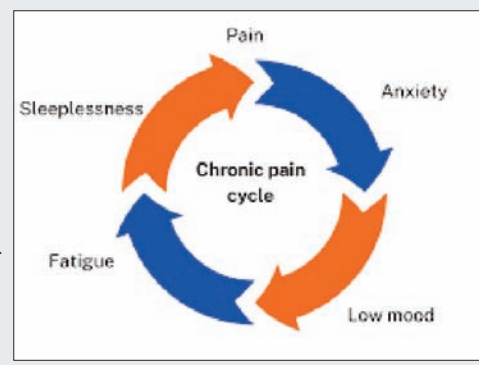 Pain
Anxiety
Sleeplessness
Chronic pain
cycle
Fatigue
Low mood